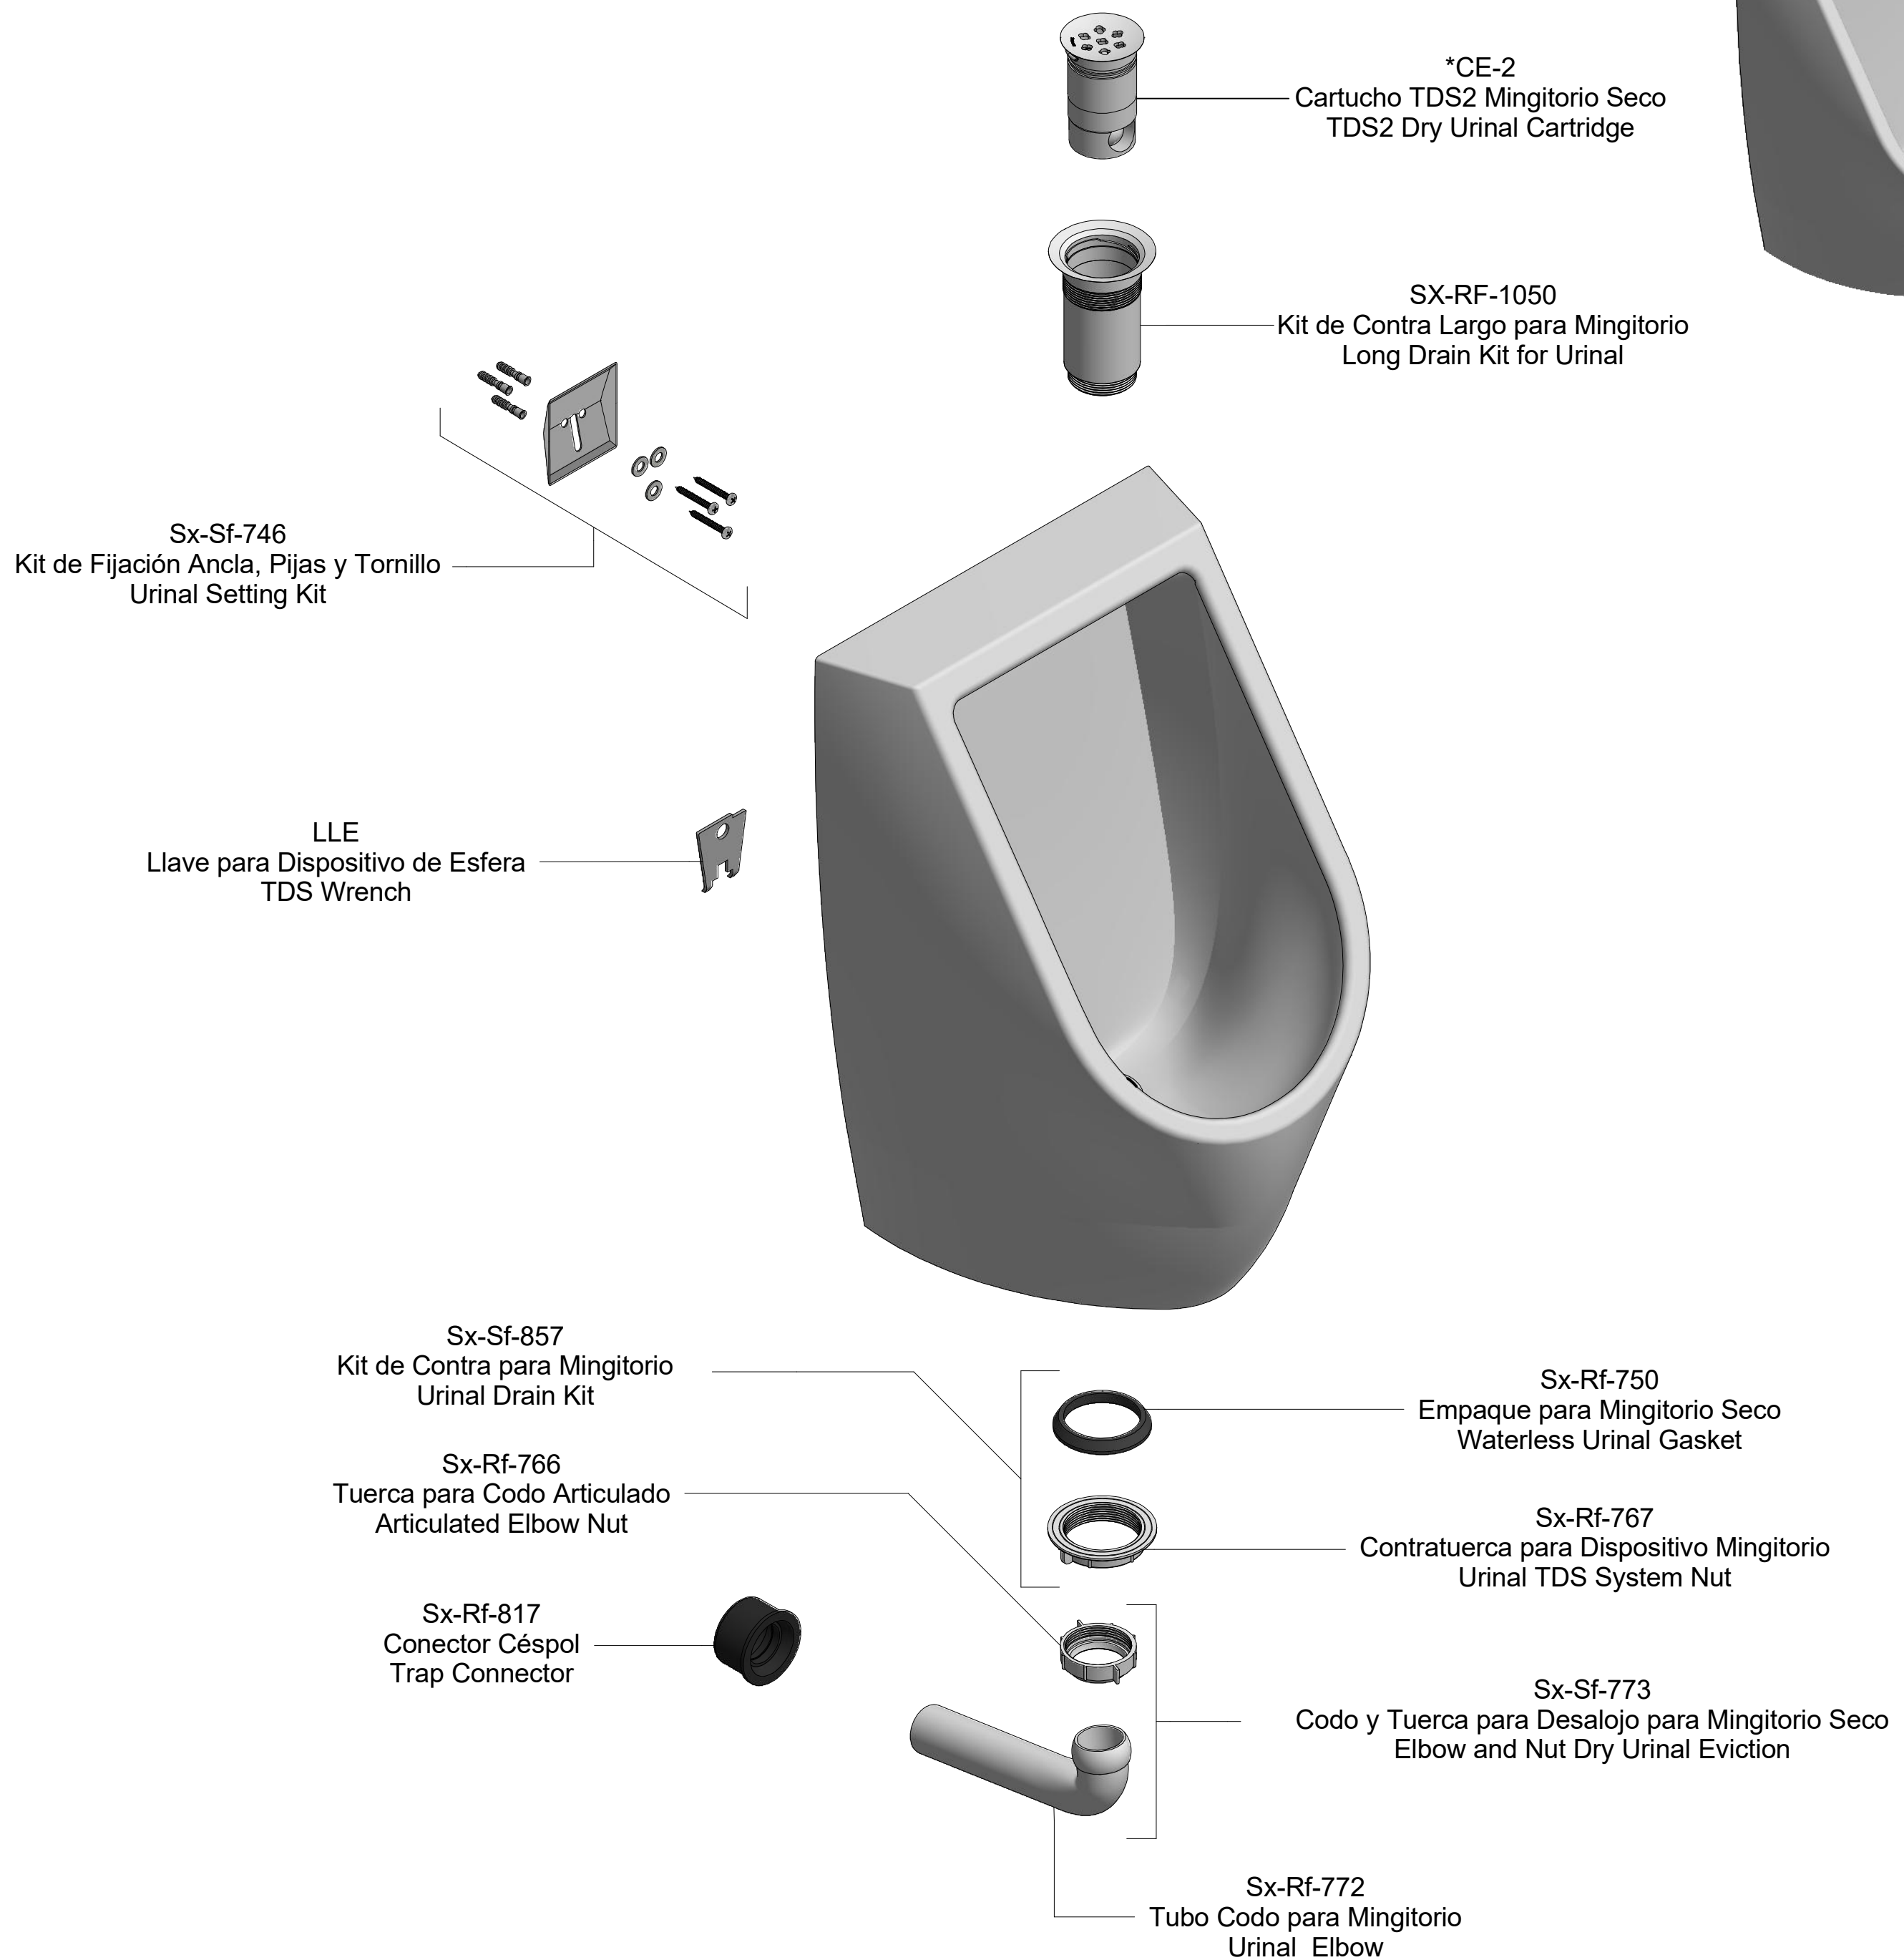 *CE-2
Cartucho TDS2 Mingitorio Seco
TDS2 Dry Urinal Cartridge
SX-RF-1050
Kit de Contra Largo para Mingitorio
Long Drain Kit for Urinal
Sx-Sf-746
Kit de Fijación Ancla, Pijas y Tornillo
Urinal Setting Kit
LLE
Llave para Dispositivo de Esfera
TDS Wrench
Sx-Sf-857
Kit de Contra para Mingitorio
Urinal Drain Kit
Sx-Rf-750
Empaque para Mingitorio Seco
Waterless Urinal Gasket
Sx-Rf-766
Tuerca para Codo Articulado
Articulated Elbow Nut
Sx-Rf-767
Contratuerca para Dispositivo Mingitorio
Urinal TDS System Nut
Sx-Rf-817
Conector Céspol
Trap Connector
Sx-Sf-773
Codo y Tuerca para Desalojo para Mingitorio Seco
Elbow and Nut Dry Urinal Eviction
Sx-Rf-772
Tubo Codo para Mingitorio
Urinal  Elbow